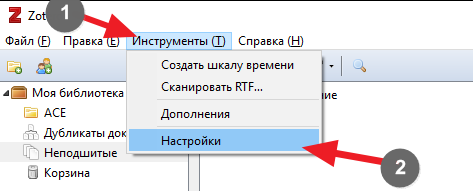 Zot
1
Файл (F) Правка (E) Инструменты (T) Справка (H)
Создать шкалу времени
Сканировать RTF...
Моя библиотека
ние
ACE
Дополнения
Дубликаты док
Неподшитые
Настройки
2
Корзина